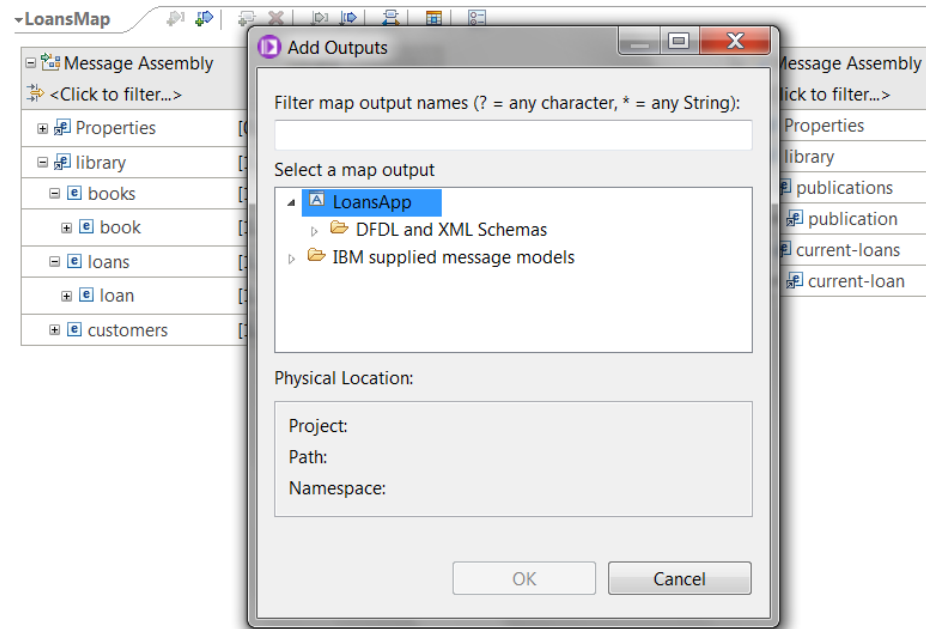 LoansMap
Message Assembly
<Click to filter...>
Properties
library
books
book
loans
loan
customers
Add Outputs
Filter map output names (? = any character, * = any String):
Select a map output
LoansApp
DFDL and XML Schemas
IBM supplied message models
Physical Location:
Project:
Path:
Namespace:
OK
Cancel
Message Assembly
lick to filter...>
Properties
library
publications
publication
current-loans
current-loan